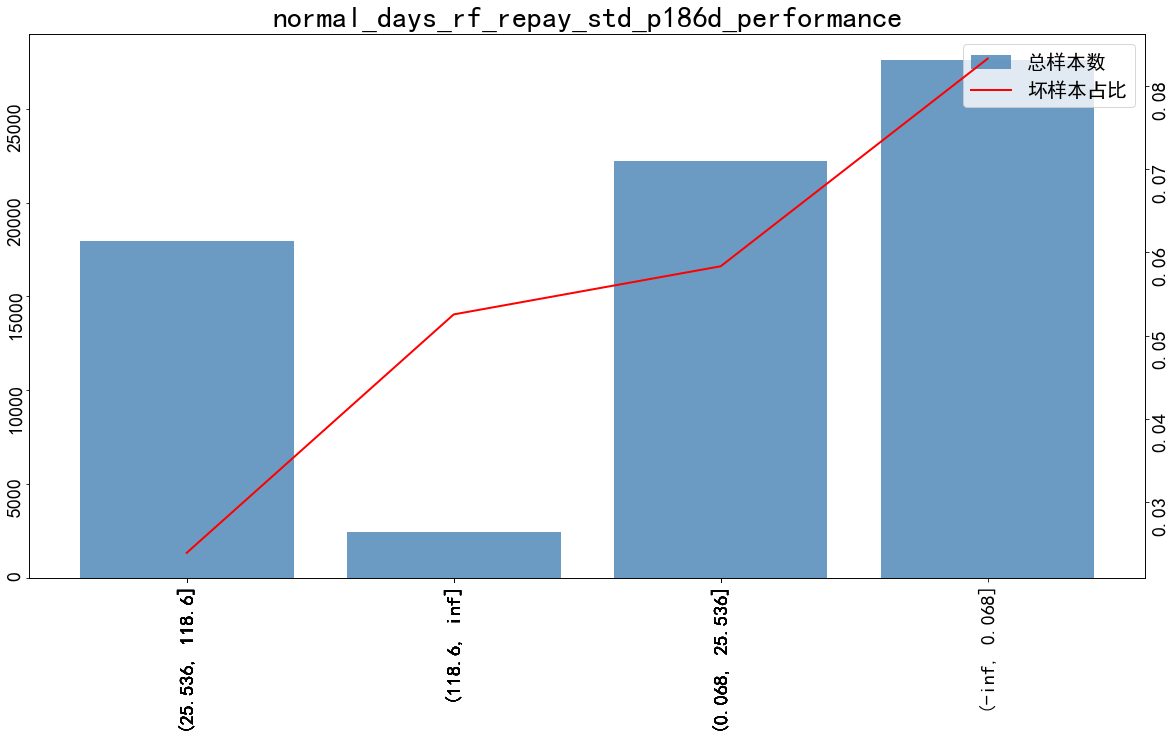 normal_days_rf_repay_std_p186d_performance
总样本数
坏样本占比
25000
20000
15000
10000
5000
0
0.08
0.07
0.06
0.05
0.04
0.03
(25.536, 118.6]
(118.6, inf]
(0.068, 25.536]
(-inf, 0.068]